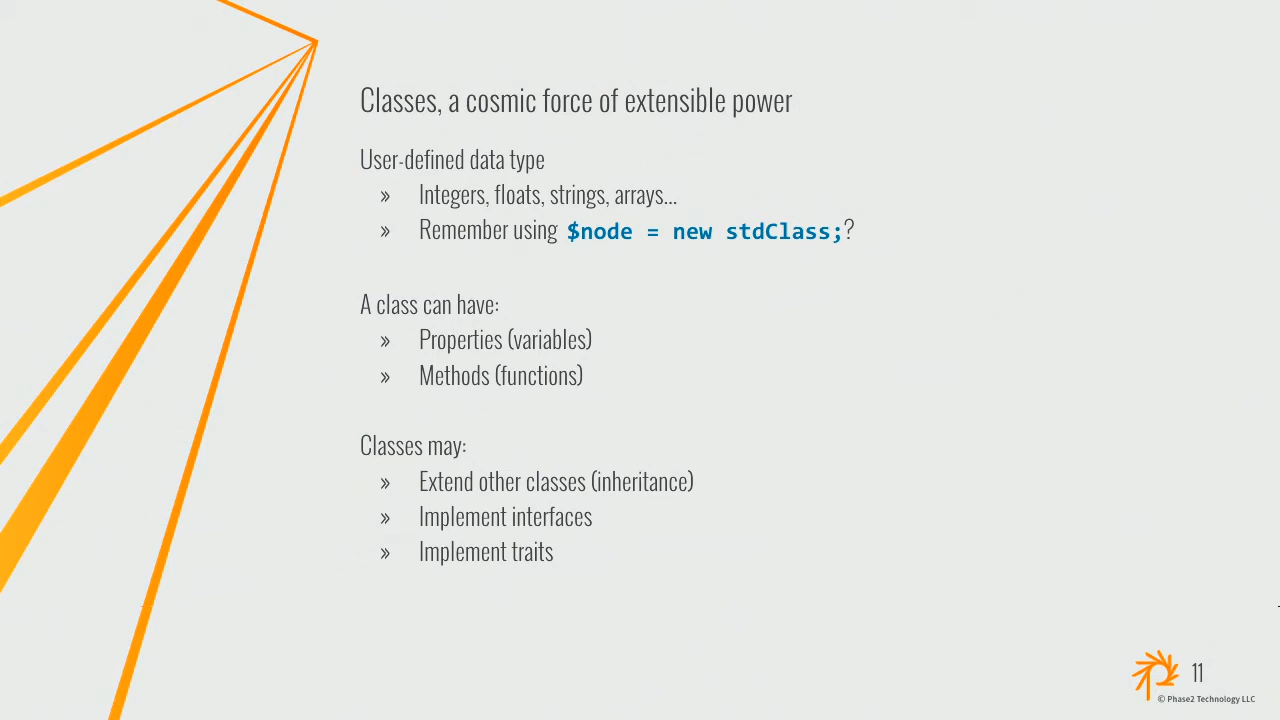 Classes, a cosmic force of extensible power
User-defined data type
» Integers, floats, strings, arrays...
» Remember using $node = new stdClass;?
A class can have:
» Properties (variables)
» Methods (functions)
Classes may:
» Extend other classes (inheritance)
» Implement interfaces
» Implement traits
11
© Phase2 Technology LLC